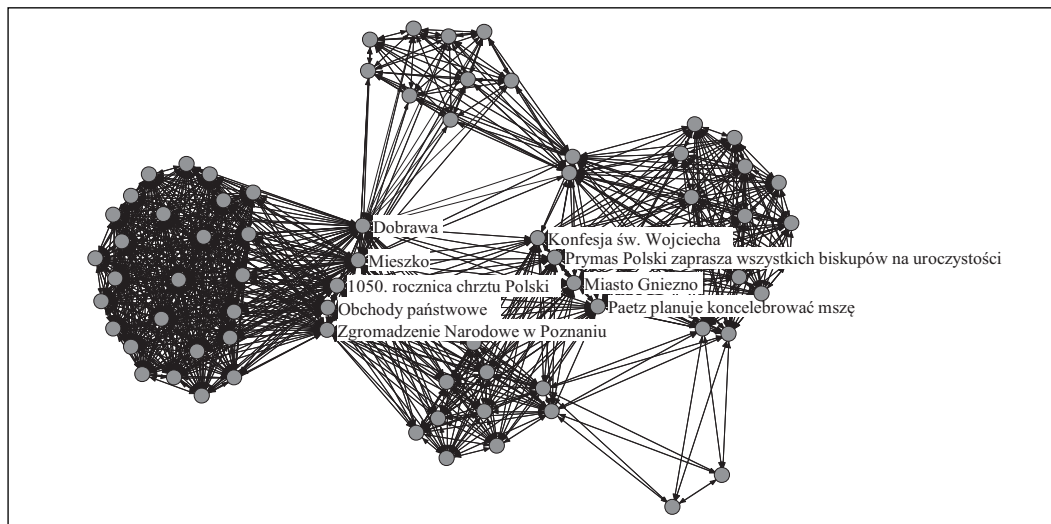 Dobrawa
Konfesja św. Wojciecha
Mieszko
Prymas Polski zaprasza wszystkich biskupów na uroczystości
1050. rocznica chrztu Polski
Miasto Gniezno
Obchody państwowe
Paetz planuje koncelebrować mszę
Zgromadzenie Narodowe w Poznaniu